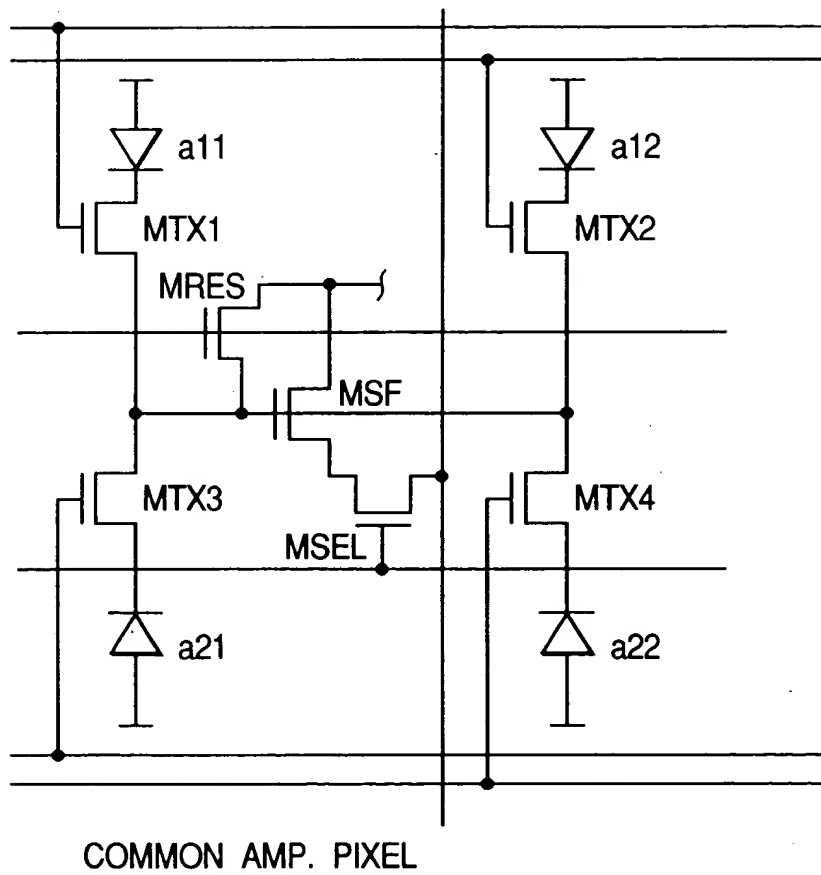 a11
a12
MTX1
MTX2
MRES
MSF
MTX3
MTX4
MSEL
a21
a22
COMMON AMP. PIXEL